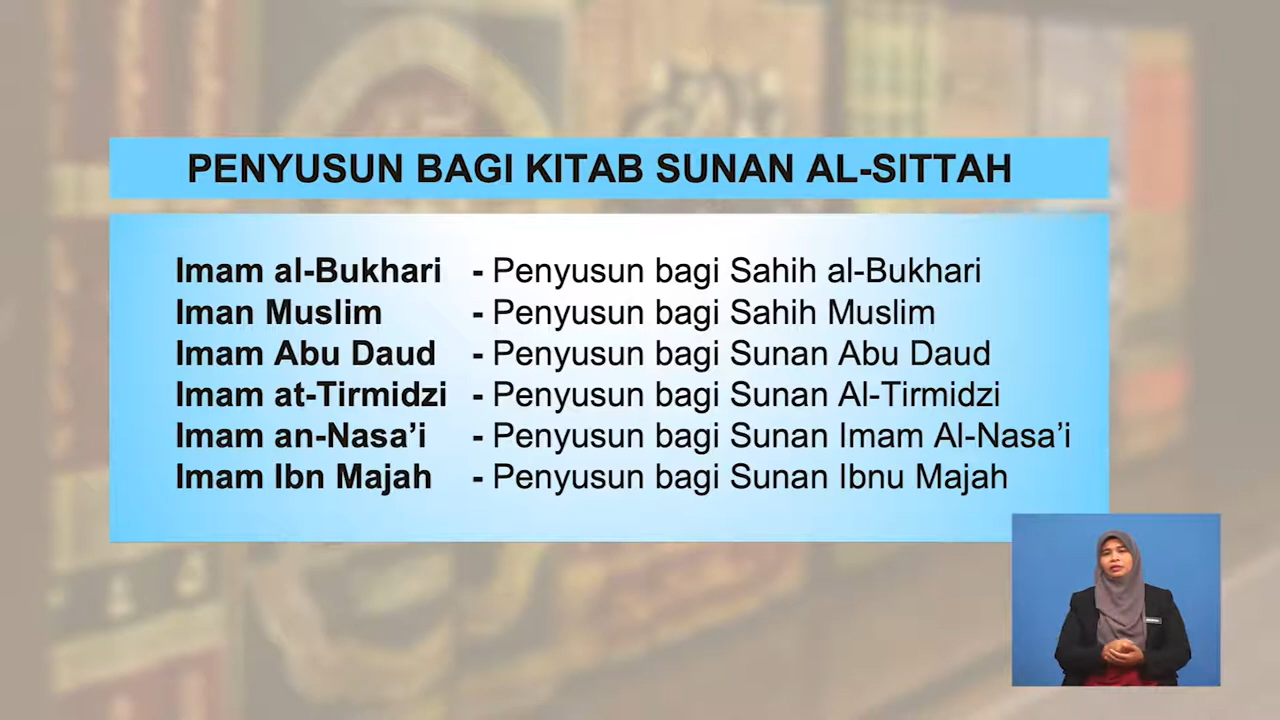 PENYUSUN BAGI KITAB SUNAN AL-SITTAH
Imam al-Bukhari - Penyusun bagi Sahih al-Bukhari
Iman Muslim - Penyusun bagi Sahih Muslim
Imam Abu Daud - Penyusun bagi Sunan Abu Daud
Imam at-Tirmidzi - Penyusun bagi Sunan Al-Tirmidzi
Imam an-Nasa’i - Penyusun bagi Sunan Imam Al-Nasa’i
Imam Ibn Majah - Penyusun bagi Sunan Ibnu Majah